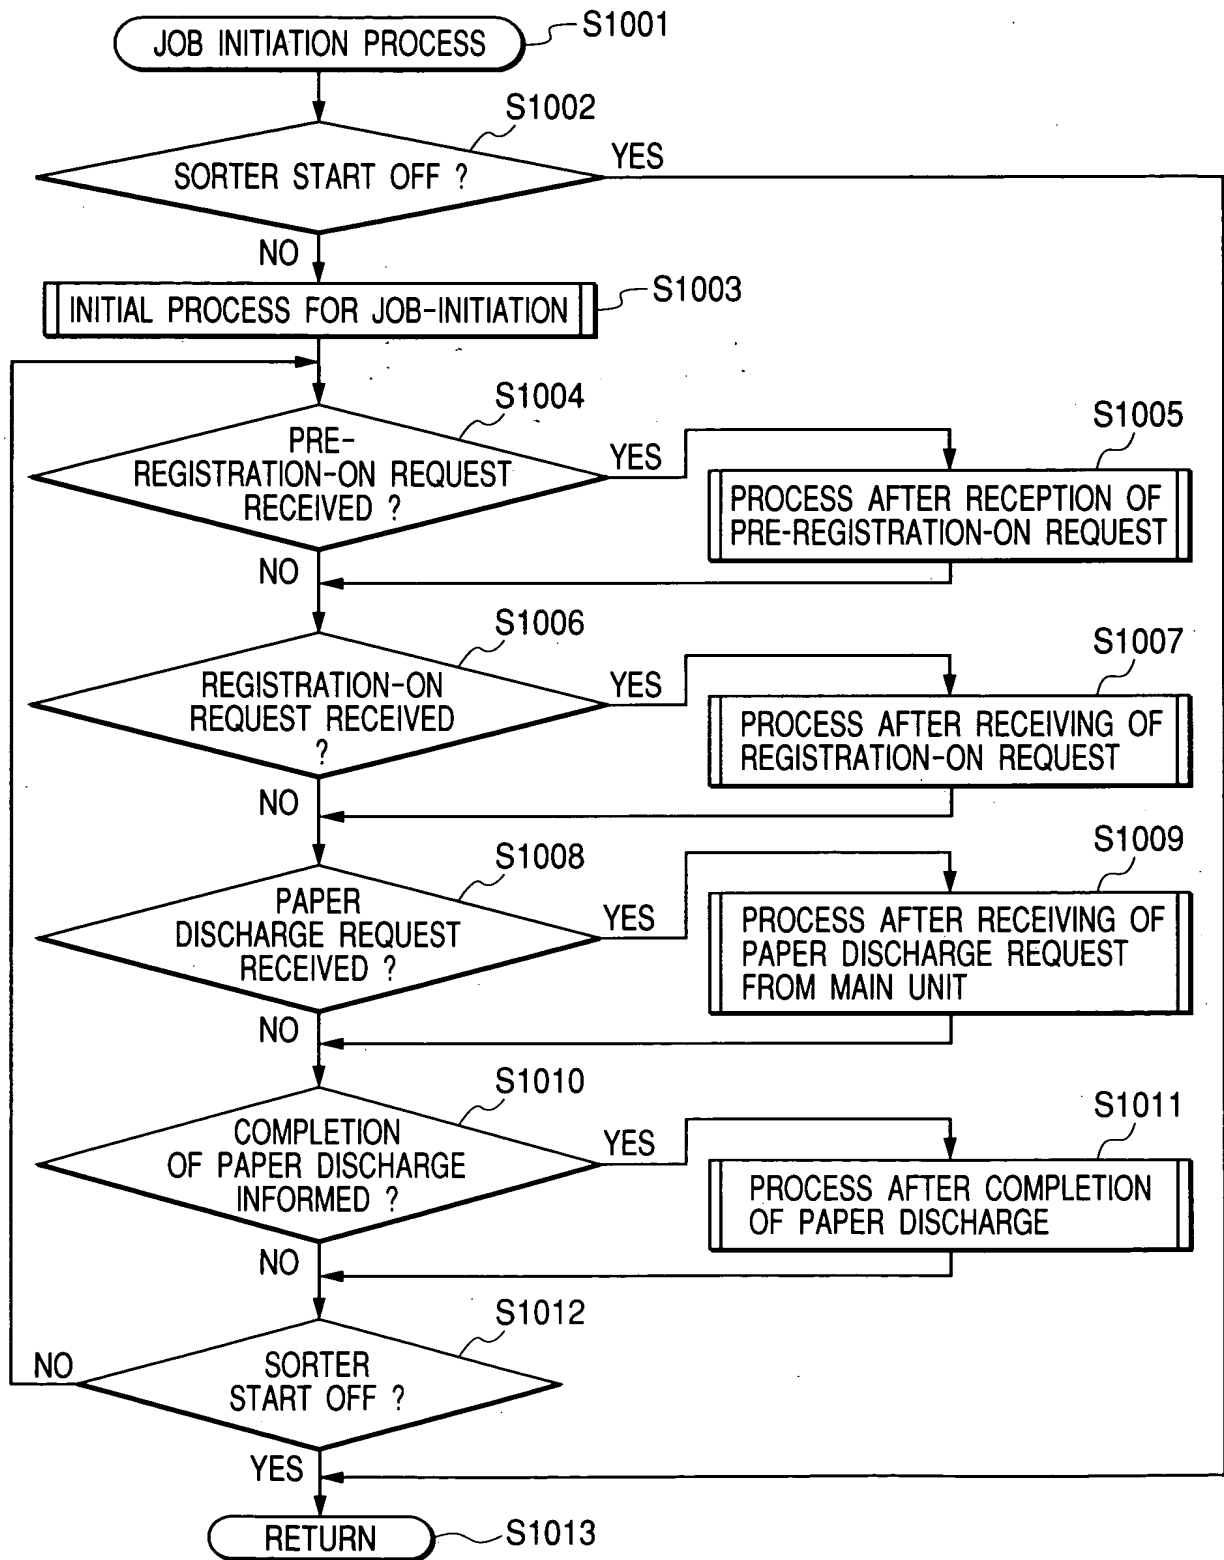 JOB INITIATION PROCESS
S1001
S1002
SORTER START OFF ?
YES
NO
INITIAL PROCESS FOR JOB-INITIATION
S1003
S1004
PRE-
REGISTRATION-ON REQUEST
RECEIVED ?
YES
NO
S1005
PROCESS AFTER RECEPTION OF
PRE-REGISTRATION-ON REQUEST
S1006
REGISTRATION-ON
REQUEST RECEIVED
?
YES
NO
S1007
PROCESS AFTER RECEIVING OF
REGISTRATION-ON REQUEST
S1008
PAPER
DISCHARGE REQUEST
RECEIVED ?
YES
NO
S1009
PROCESS AFTER RECEIVING OF
PAPER DISCHARGE REQUEST
FROM MAIN UNIT
S1010
COMPLETION
OF PAPER DISCHARGE
INFORMED ?
YES
NO
S1011
PROCESS AFTER COMPLETION
OF PAPER DISCHARGE
S1012
SORTER
START OFF ?
NO
YES
RETURN
S1013